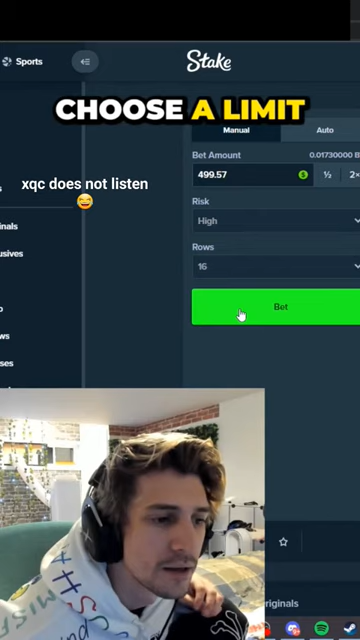 Sports
Stake
CHOOSE A LIMIT
Manual
Auto
Bet Amount
0.01730000 B
499.57
½
2×
xqc does not listen
😂
Risk
High
Rows
16
Bet